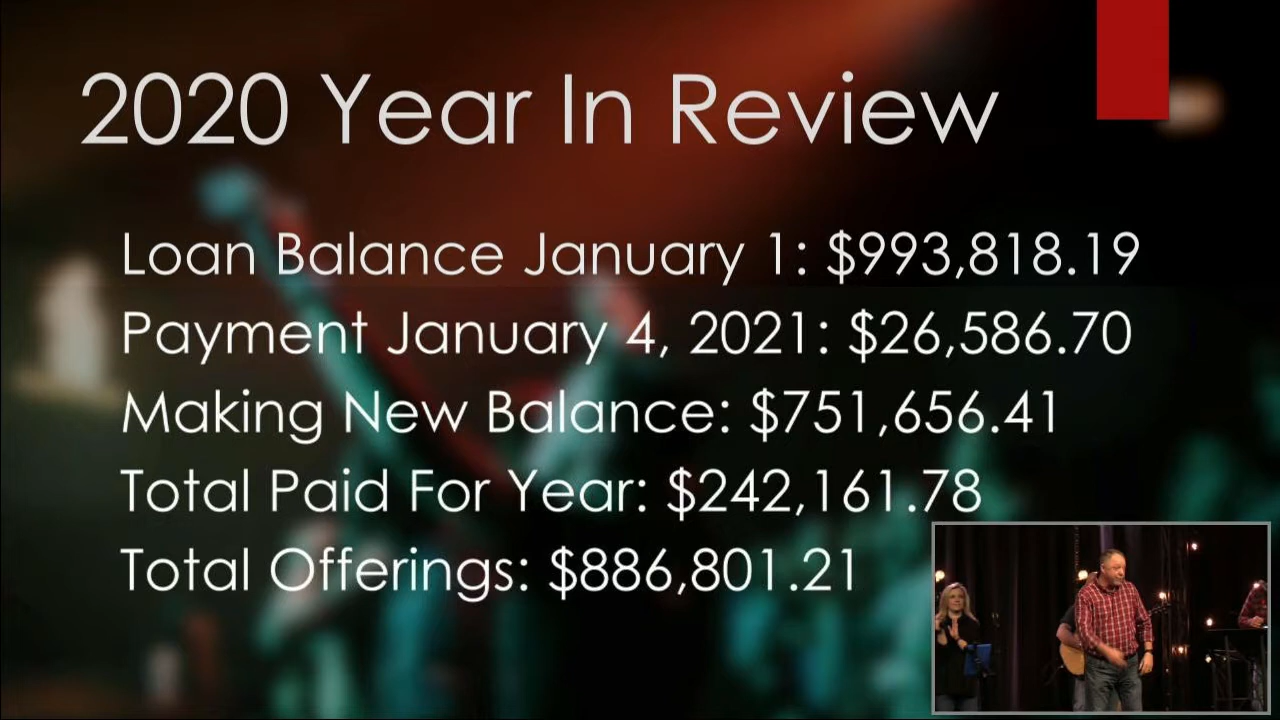 2020 Year In Review
Loan Balance January 1: $993,818.19
Payment January 4, 2021: $26,586.70
Making New Balance: $751,656.41
Total Paid For Year: $242,161.78
Total Offerings: $886,801.21